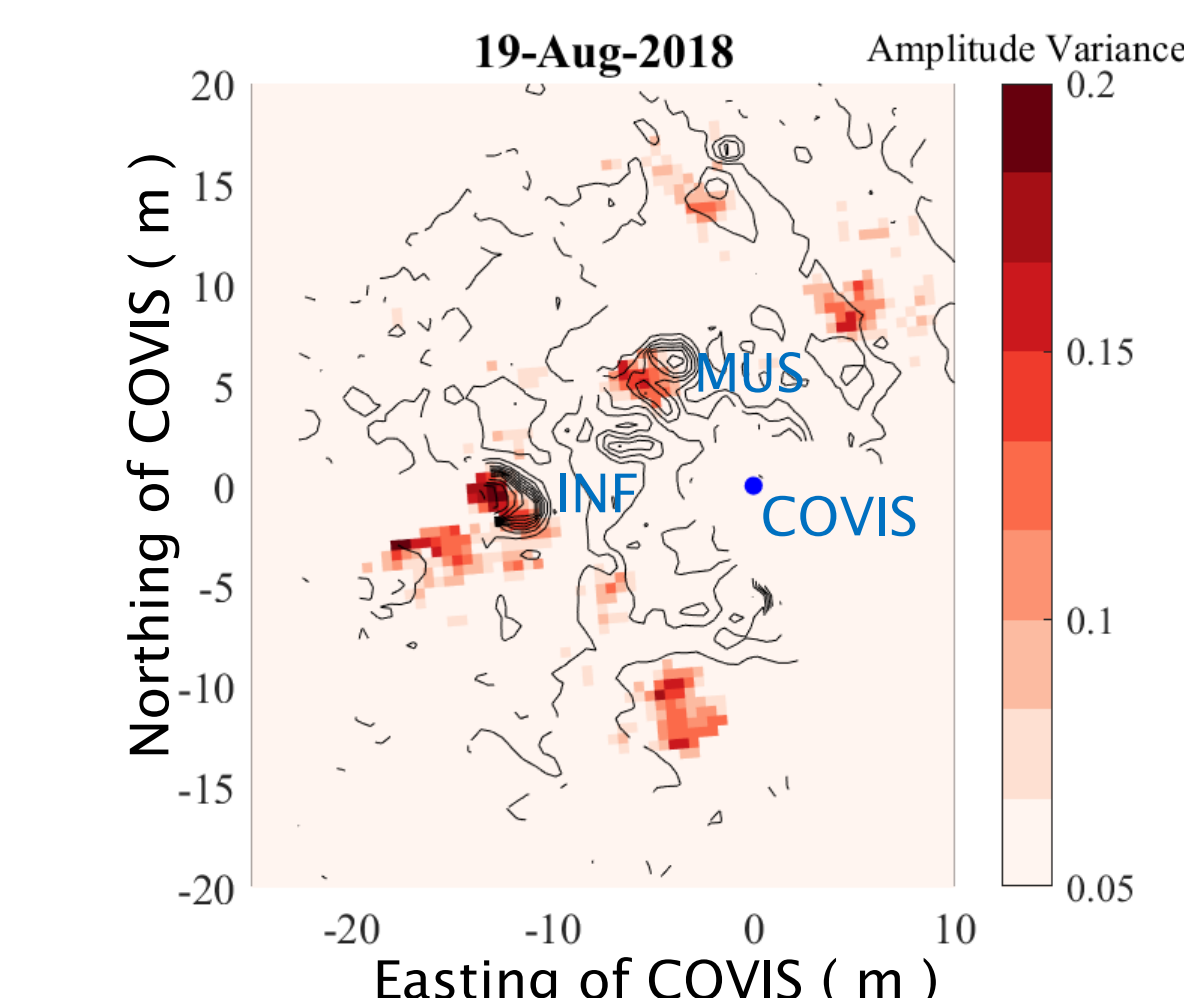 19-Aug-2018
Amplitude Variance
20
15
10
5
0
-5
-10
-15
-20
Northing of COVIS ( m )
MUS
INF
COVIS
0.2
0.15
0.1
0.05
-20
-10
0
10
Easting of COVIS ( m )